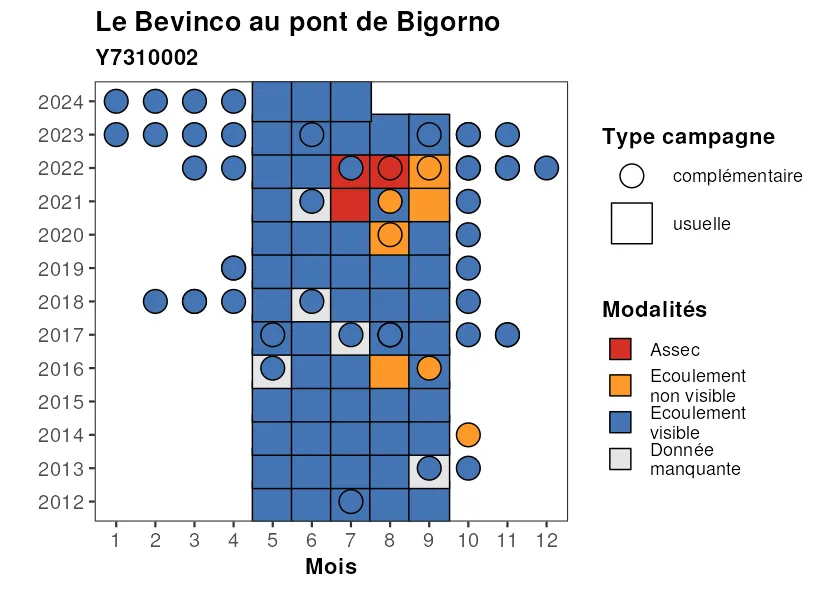 Le Bevinco au pont de Bigorno
Y7310002
2024
2023
2022
2021
2020
2019
2018
2017
2016
2015
2014
2013
2012
1 2 3 4 5 6 7 8 9 10 11 12
Mois
Type campagne
complémentaire
usuelle
Modalités
Assec
Ecoulement
non visible
Ecoulement
visible
Donnée
manquante